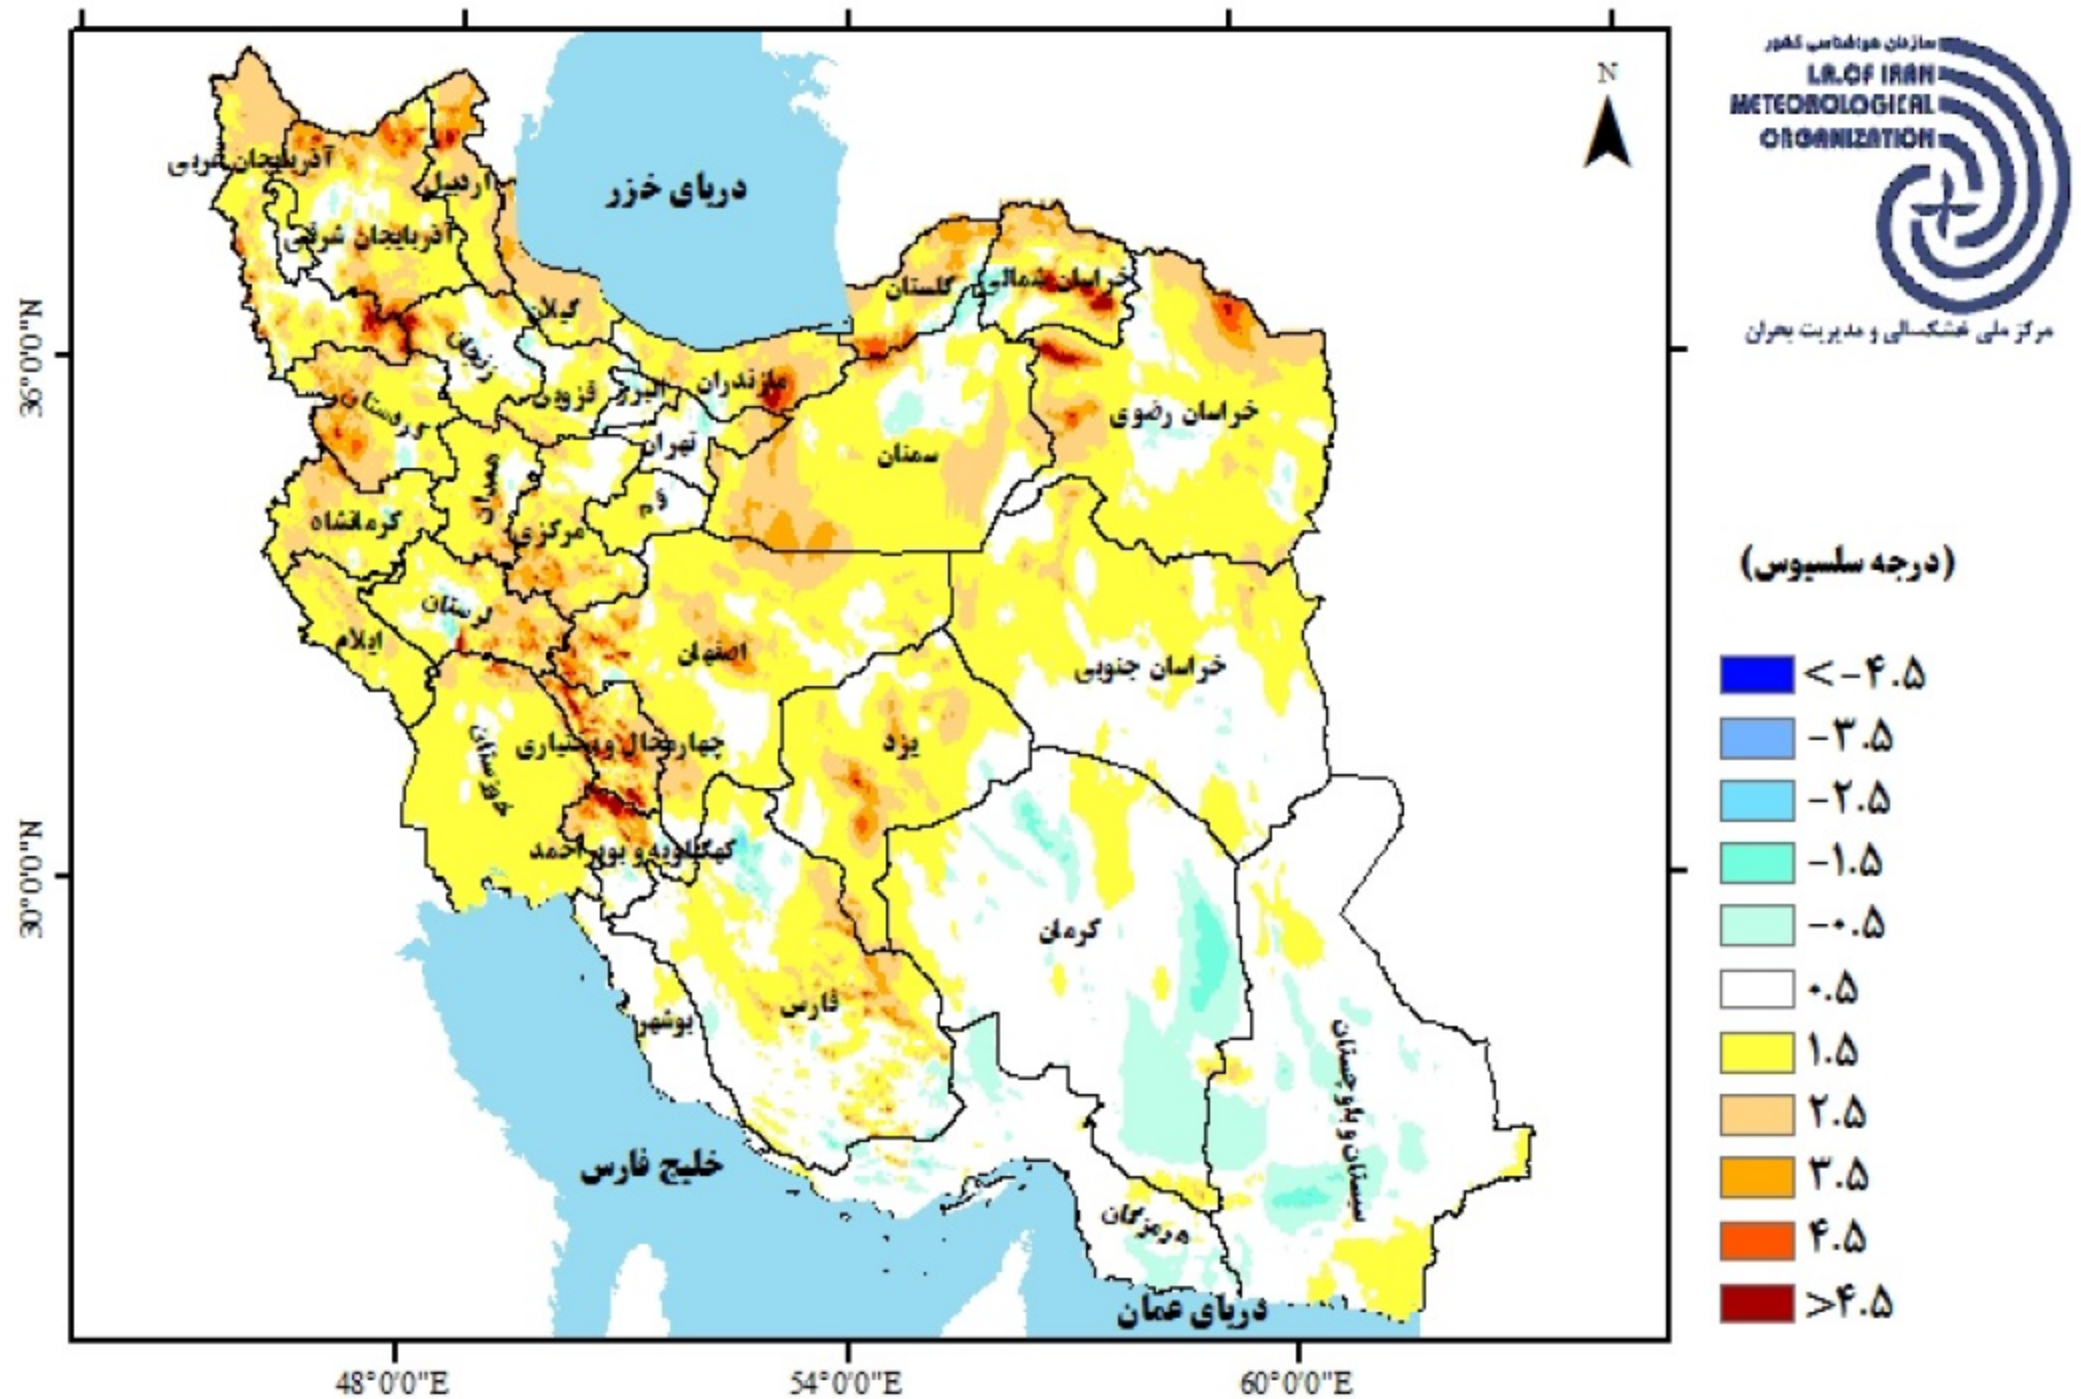 سازمان هواشناسی کشور
I.R.OF IRAN
METEOROLOGICAL
ORGANIZATION
مرکز ملی خشکسالی و مدیریت بحران
N
36°0'0"N
30°0'0"N
48°0'0"E
54°0'0"E
60°0'0"E
دریای خزر
آذربایجان غربی
اردبیل
آذربایجان شرقی
گیلان
زنجان
گلستان
خراسان شمالی
کردستان
قزوین
البرز
مازندران
تهران
سمنان
خراسان رضوی
همدان
قم
کرمانشاه
مرکزی
لرستان
ایلام
اصفهان
خراسان جنوبی
خوزستان
چهارمحال و بختیاری
یزد
کهگیلویه و بویر احمد
کرمان
فارس
بوشهر
سیستان و بلوچستان
خلیج فارس
هرمزگان
دریای عمان
(درجه سلسیوس)
<-۴.۵
-۳.۵
-۲.۵
-۱.۵
-۰.۵
۰.۵
۱.۵
۲.۵
۳.۵
۴.۵
>۴.۵